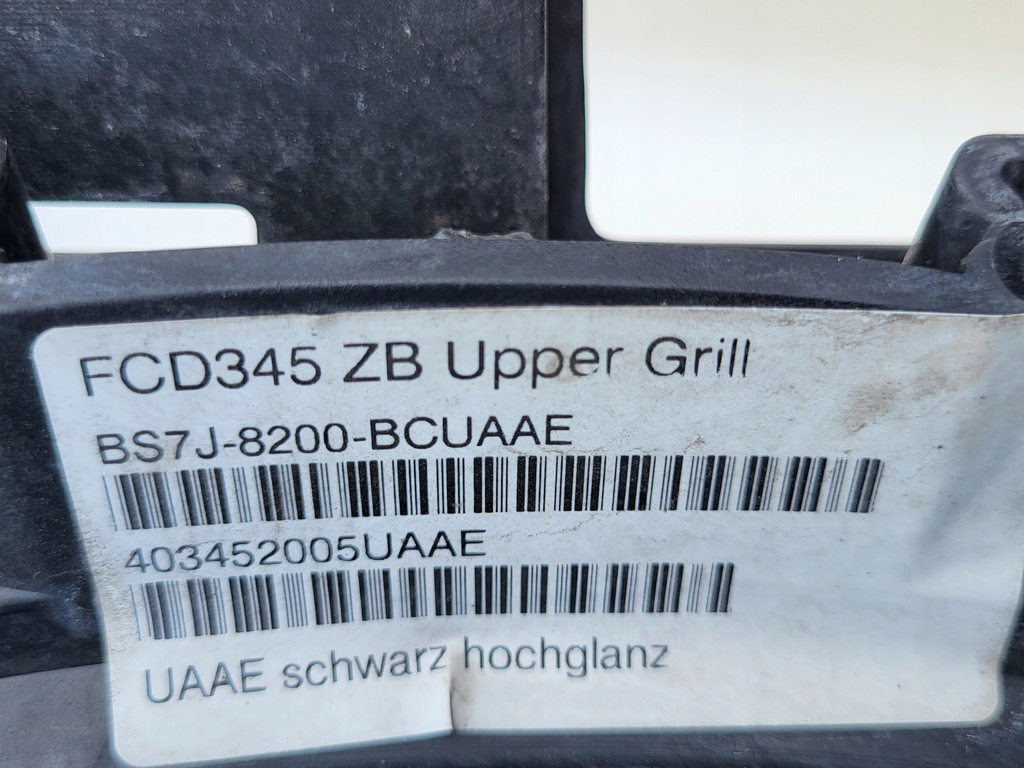 FCD345 ZB Upper Grill
BS7J-8200-BCUAAE
403452005UAAE
UAAE schwarz hochglanz